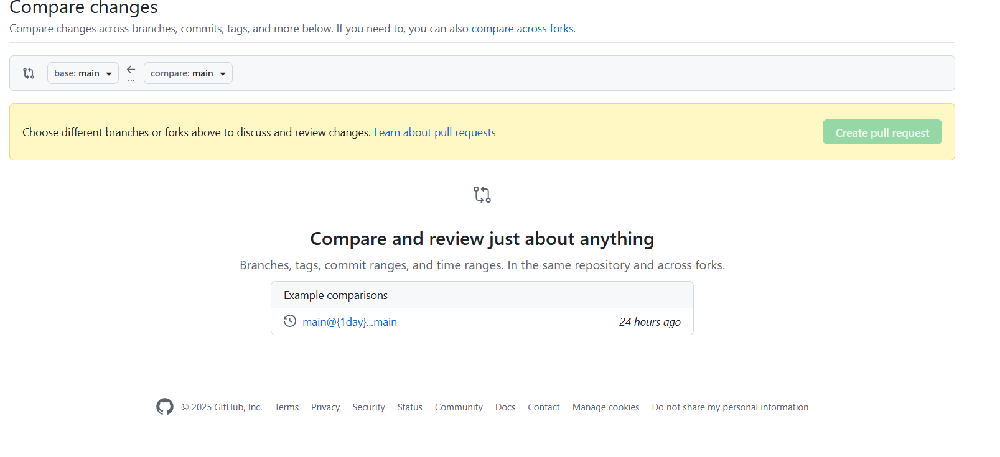 Compare changes
Compare changes across branches, commits, tags, and more below. If you need to, you can also compare across forks.
base: main ... compare: main
Choose different branches or forks above to discuss and review changes. Learn about pull requests Create pull request
Compare and review just about anything
Branches, tags, commit ranges, and time ranges. In the same repository and across forks.
Example comparisons
main@{1day}...main 24 hours ago
© 2025 GitHub, Inc. Terms Privacy Security Status Community Docs Contact Manage cookies Do not share my personal information